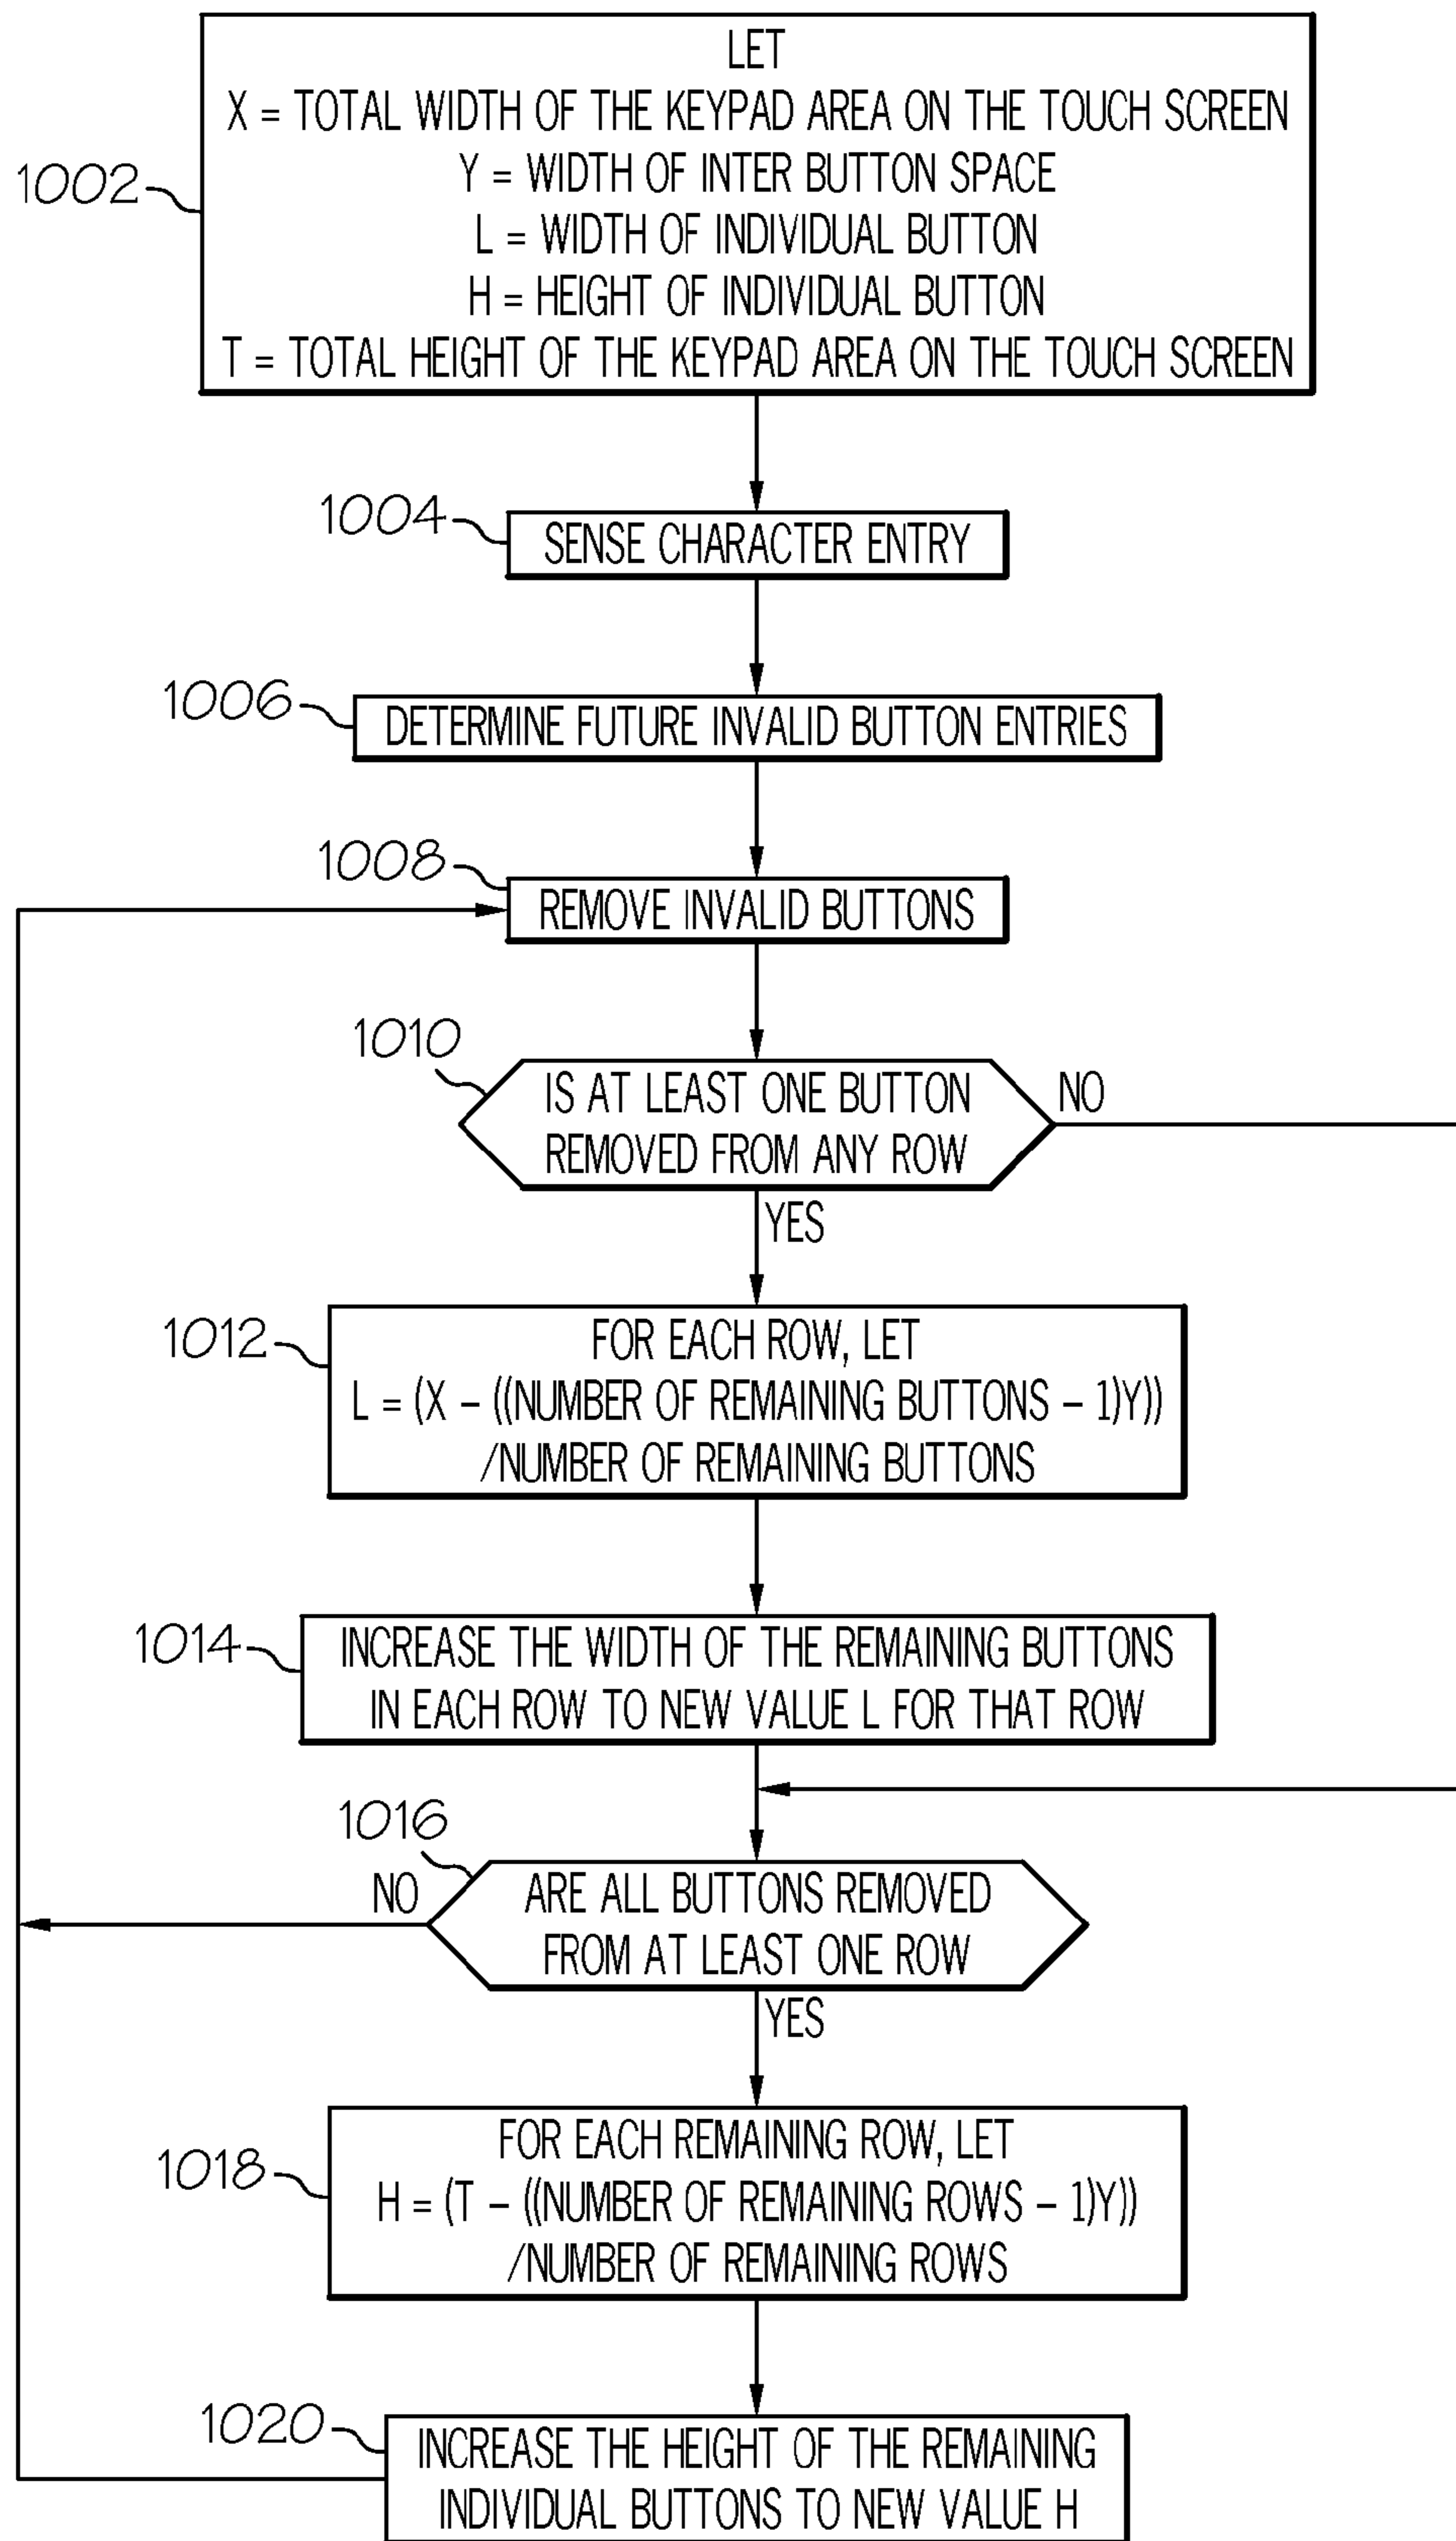 LET
X = TOTAL WIDTH OF THE KEYPAD AREA ON THE TOUCH SCREEN
Y = WIDTH OF INTER BUTTON SPACE
L = WIDTH OF INDIVIDUAL BUTTON
H = HEIGHT OF INDIVIDUAL BUTTON
T = TOTAL HEIGHT OF THE KEYPAD AREA ON THE TOUCH SCREEN
1002
1004
SENSE CHARACTER ENTRY
1006
DETERMINE FUTURE INVALID BUTTON ENTRIES
1008
REMOVE INVALID BUTTONS
1010
IS AT LEAST ONE BUTTON
REMOVED FROM ANY ROW
NO
YES
1012
FOR EACH ROW, LET
L = (X – ((NUMBER OF REMAINING BUTTONS – 1)Y))
/NUMBER OF REMAINING BUTTONS
1014
INCREASE THE WIDTH OF THE REMAINING BUTTONS
IN EACH ROW TO NEW VALUE L FOR THAT ROW
1016
NO
ARE ALL BUTTONS REMOVED
FROM AT LEAST ONE ROW
YES
1018
FOR EACH REMAINING ROW, LET
H = (T – ((NUMBER OF REMAINING ROWS – 1)Y))
/NUMBER OF REMAINING ROWS
1020
INCREASE THE HEIGHT OF THE REMAINING
INDIVIDUAL BUTTONS TO NEW VALUE H